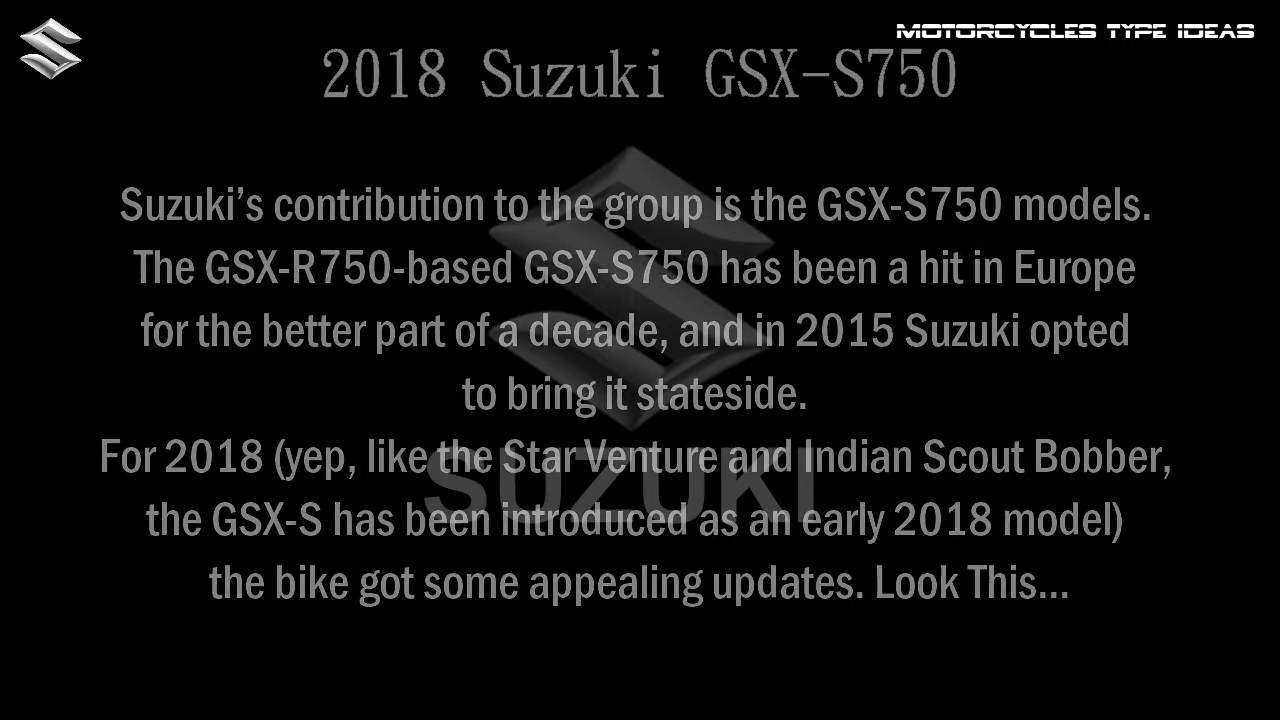 MOTORCYCLES TYPE IDEAS
2018 Suzuki GSX-S750
Suzuki’s contribution to the group is the GSX-S750 models.
The GSX-R750-based GSX-S750 has been a hit in Europe
for the better part of a decade, and in 2015 Suzuki opted
to bring it stateside.
For 2018 (yep, like the Star Venture and Indian Scout Bobber,
the GSX-S has been introduced as an early 2018 model)
the bike got some appealing updates. Look This...
SUZUKI